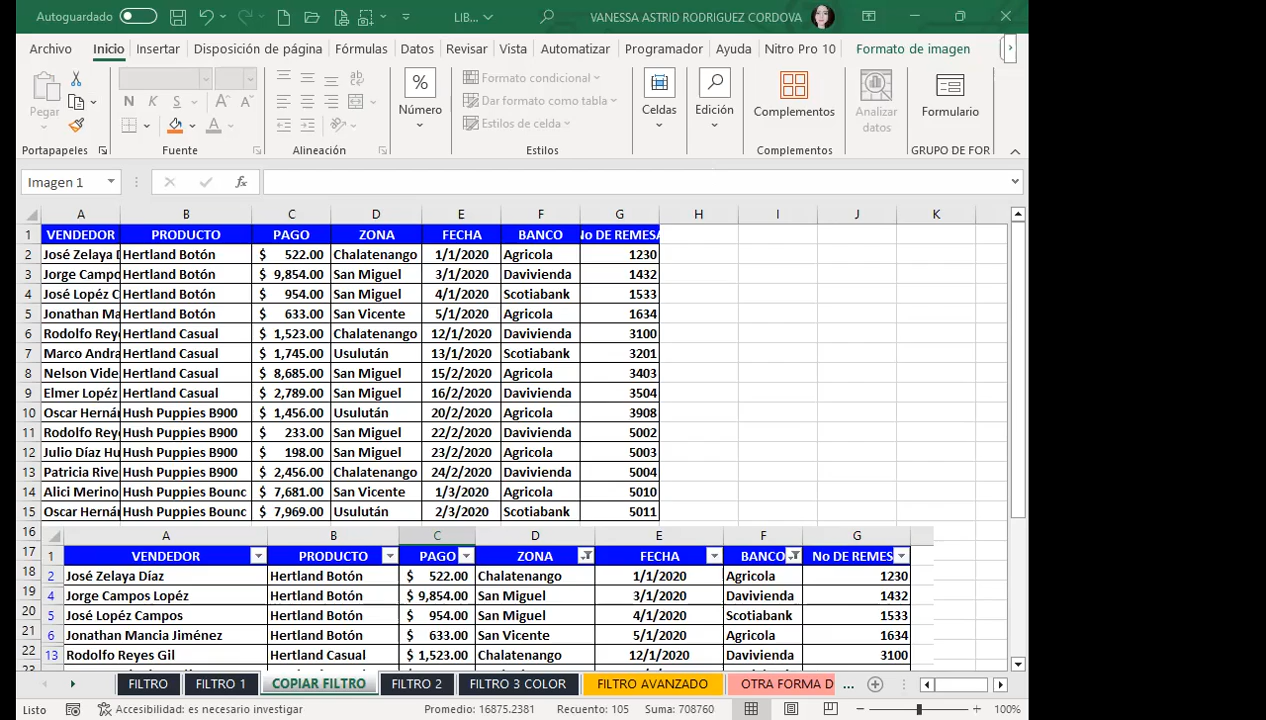 Autoguardado LIB... VANESSA ASTRID RODRIGUEZ CORDOVA
Archivo Inicio Insertar Disposición de página Fórmulas Datos Revisar Vista Automatizar Programador Ayuda Nitro Pro 10 Formato de imagen
Pegar N K S Número Formato condicional Dar formato como tabla Estilos de celda Celdas Edición Complementos Analizar datos Formulario
Portapapeles Fuente Alineación Estilos Complementos GRUPO DE FOR
Imagen 1 fx
A B C D E F G H I J K
1 VENDEDOR PRODUCTO PAGO ZONA FECHA BANCO No DE REMESA
2 José Zelaya D Hertland Botón $ 522.00 Chalatenango 1/1/2020 Agricola 1230
3 Jorge Campo Hertland Botón $ 9,854.00 San Miguel 3/1/2020 Davivienda 1432
4 José Lopéz C Hertland Botón $ 954.00 San Miguel 4/1/2020 Scotiabank 1533
5 Jonathan Ma Hertland Botón $ 633.00 San Vicente 5/1/2020 Agricola 1634
6 Rodolfo Reye Hertland Casual $ 1,523.00 Chalatenango 12/1/2020 Davivienda 3100
7 Marco Andra Hertland Casual $ 1,745.00 Usulután 13/1/2020 Scotiabank 3201
8 Nelson Vide Hertland Casual $ 8,685.00 San Miguel 15/2/2020 Agricola 3403
9 Elmer Lopéz Hertland Casual $ 2,789.00 San Miguel 16/2/2020 Davivienda 3504
10 Oscar Hernán Hush Puppies B900 $ 1,456.00 Usulután 20/2/2020 Agricola 3908
11 Rodolfo Reye Hush Puppies B900 $ 233.00 San Miguel 22/2/2020 Davivienda 5002
12 Julio Díaz Hu Hush Puppies B900 $ 198.00 San Miguel 23/2/2020 Agricola 5003
13 Patricia Rive Hush Puppies B900 $ 2,456.00 Chalatenango 24/2/2020 Davivienda 5004
14 Alici Merino Hush Puppies Bounc $ 7,681.00 San Vicente 1/3/2020 Agricola 5010
15 Oscar Hernán Hush Puppies Bounc $ 7,969.00 Usulután 2/3/2020 Scotiabank 5011
16 A B C D E F G
17 1 VENDEDOR PRODUCTO PAGO ZONA FECHA BANCO No DE REMES
18 2 José Zelaya Díaz Hertland Botón $ 522.00 Chalatenango 1/1/2020 Agricola 1230
19 4 Jorge Campos Lopéz Hertland Botón $ 9,854.00 San Miguel 3/1/2020 Davivienda 1432
20 5 José Lopéz Campos Hertland Botón $ 954.00 San Miguel 4/1/2020 Scotiabank 1533
21 6 Jonathan Mancia Jiménez Hertland Botón $ 633.00 San Vicente 5/1/2020 Agricola 1634
22 13 Rodolfo Reyes Gil Hertland Casual $ 1,523.00 Chalatenango 12/1/2020 Davivienda 3100
23
FILTRO FILTRO 1 COPIAR FILTRO FILTRO 2 FILTRO 3 COLOR FILTRO AVANZADO OTRA FORMA D ...
Listo Accesibilidad: es necesario investigar Promedio: 16875.2381 Recuento: 105 Suma: 708760 100%